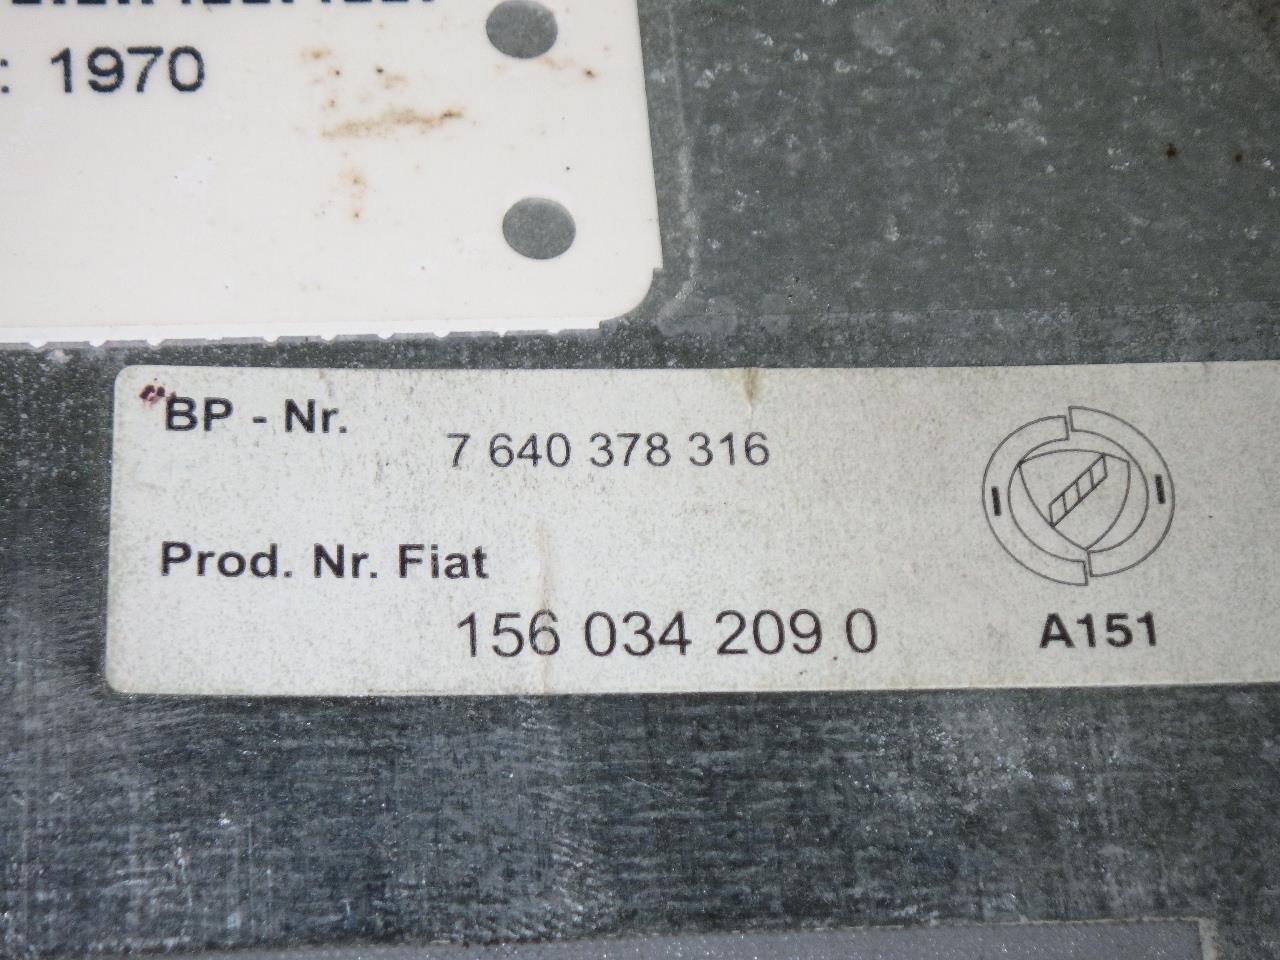 : 1970
BP - Nr.
7 640 378 316
Prod. Nr. Fiat
156 034 209 0
I I
A151